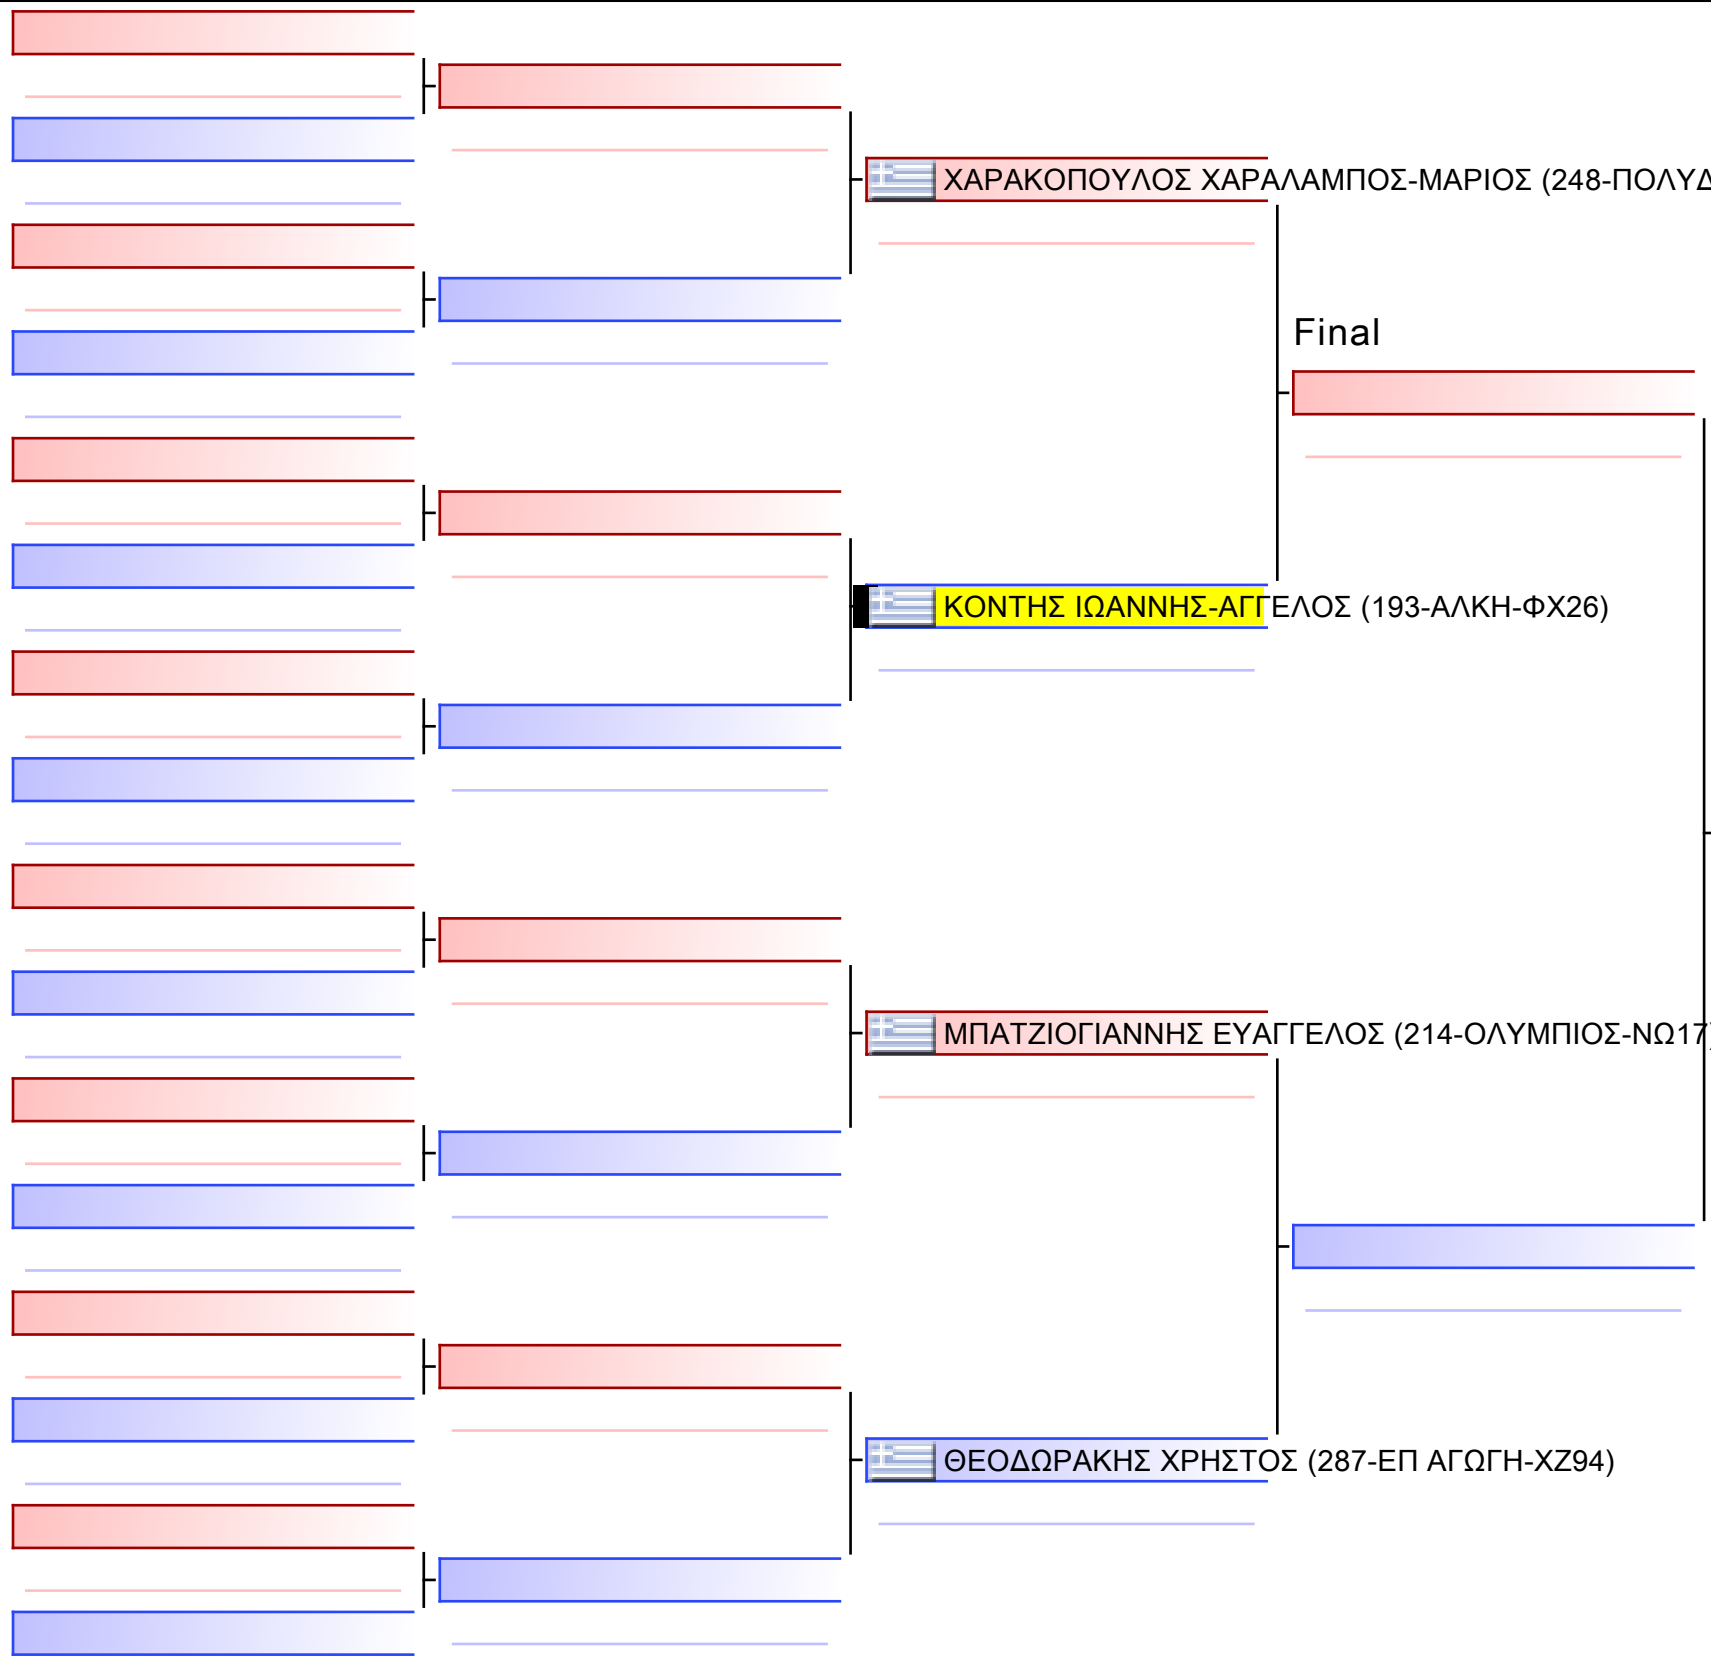 ΧΑΡΑΚΟΠΟΥΛΟΣ ΧΑΡΑΛΑΜΠΟΣ-ΜΑΡΙΟΣ (248-ΠΟΛΥΔ
Final
ΚΟΝΤΗΣ ΙΩΑΝΝΗΣ-ΑΓΓΕΛΟΣ (193-ΑΛΚΗ-ΦΧ26)
ΜΠΑΤΖΙΟΓΙΑΝΝΗΣ ΕΥΑΓΓΕΛΟΣ (214-ΟΛΥΜΠΙΟΣ-ΝΩ17)
ΘΕΟΔΩΡΑΚΗΣ ΧΡΗΣΤΟΣ (287-ΕΠ ΑΓΩΓΗ-ΧΖ94)